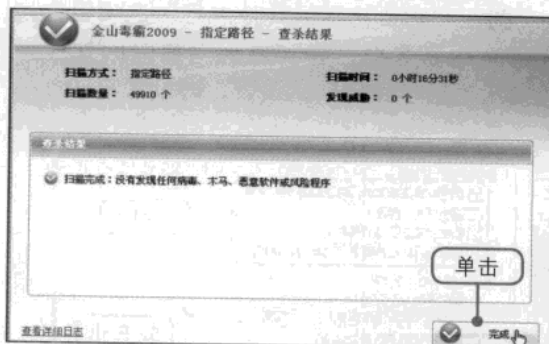 金山毒霸2009 - 指定路径 - 查杀结果
扫描方式： 指定路径
扫描时间： 0小时16分31秒
扫描数量： 49910 个
发现威胁： 0 个
查杀结果
扫描完成：没有发现任何病毒、木马、恶意软件或风险程序
单击
查看详细日志
完成